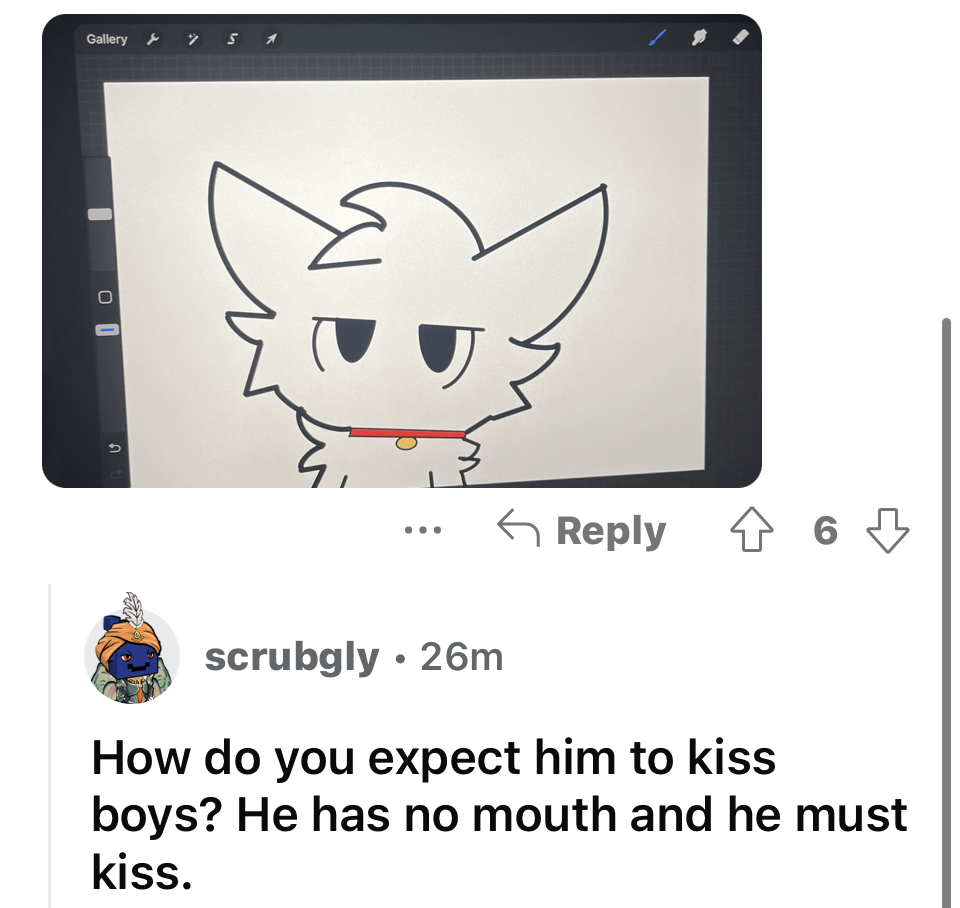 Gallery
Reply
6
scrubgly • 26m
How do you expect him to kiss
boys? He has no mouth and he must
kiss.